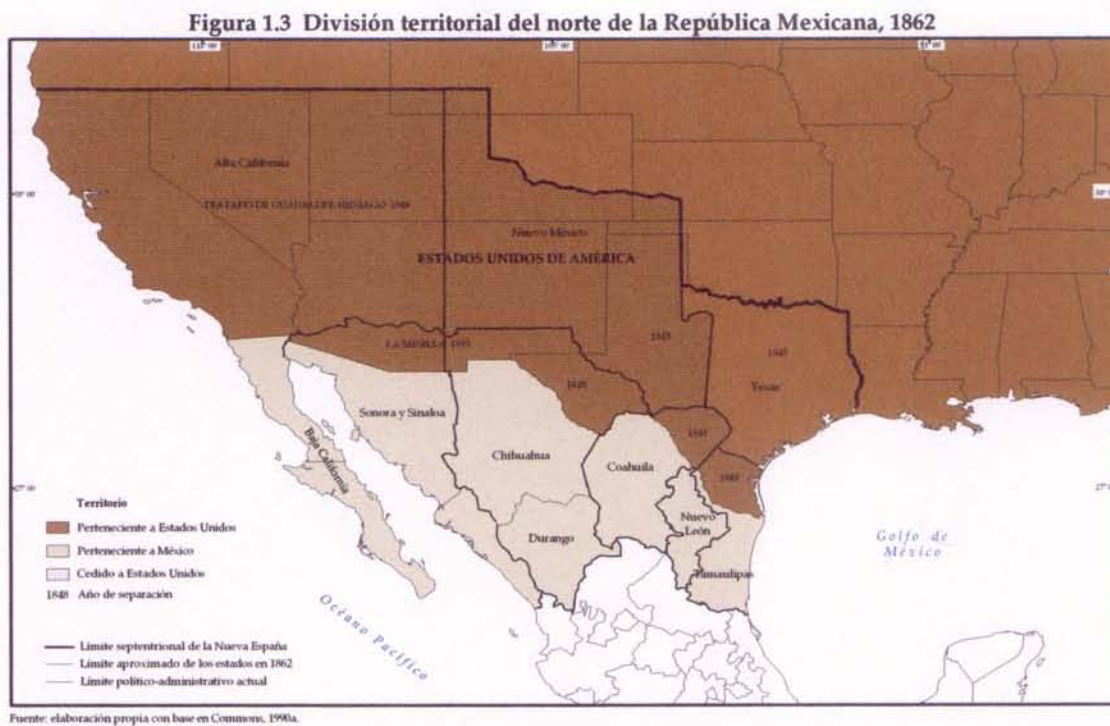 Figura 1.3 División territorial del norte de la República Mexicana, 1862
Alta California
TRATADO DE GUADALUPE-HIDALGO 1848
Nuevo México
ESTADOS UNIDOS DE AMÉRICA
LA MESILLA
1845
Texas
1848
Sonora y Sinaloa
Chihuahua
Coahuila
Baja California
Nuevo
León
Durango
Tamaulipas
27° 00
Golfo de
México
Océano Pacífico
Territorio
Perteneciente a Estados Unidos
Perteneciente a México
Cedido a Estados Unidos
1848 Año de separación
Límite septentrional de la Nueva España
Límite aproximado de los estados en 1862
Límite político-administrativo actual
Fuente: elaboración propia con base en Commons, 1990a.